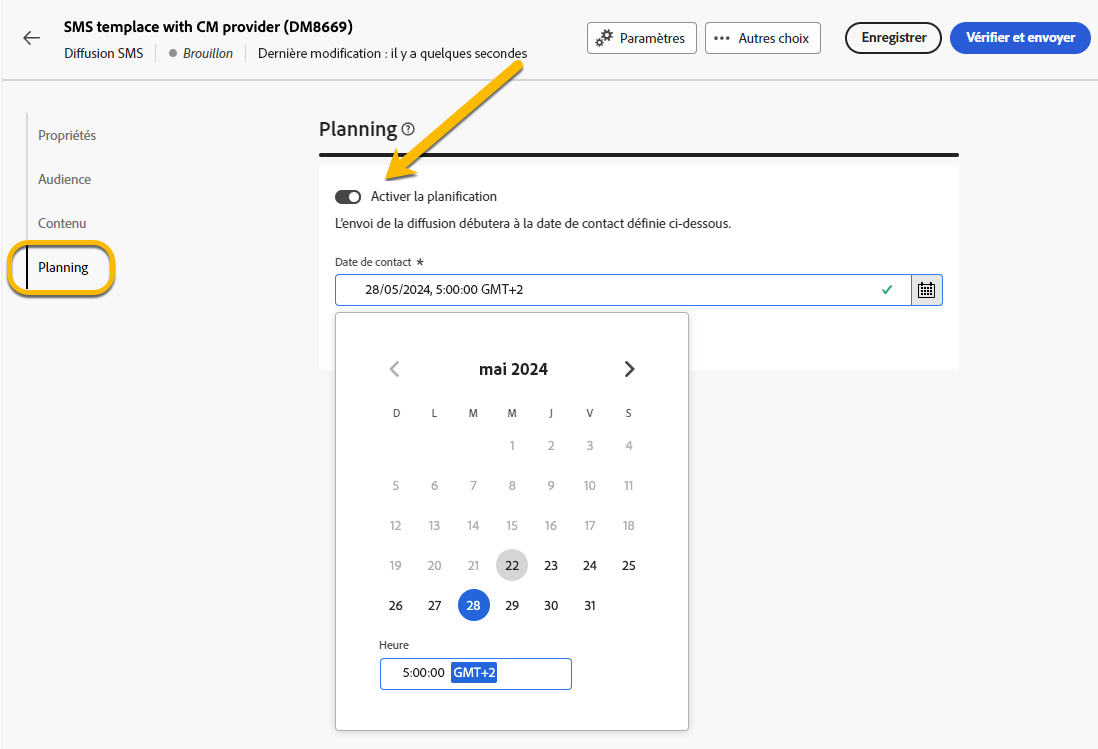 SMS templace with CM provider (DM8669)
Diffusion SMS Brouillon Dernière modification : il y a quelques secondes
Paramètres
Autres choix
Enregistrer
Vérifier et envoyer
Propriétés
Audience
Contenu
Planning
Planning
Activer la planification
L'envoi de la diffusion débutera à la date de contact définie ci-dessous.
Date de contact *
28/05/2024, 5:00:00 GMT+2
mai 2024
D L M M J V S
1 2 3 4
5 6 7 8 9 10 11
12 13 14 15 16 17 18
19 20 21 22 23 24 25
26 27 28 29 30 31
Heure
5:00:00 GMT+2